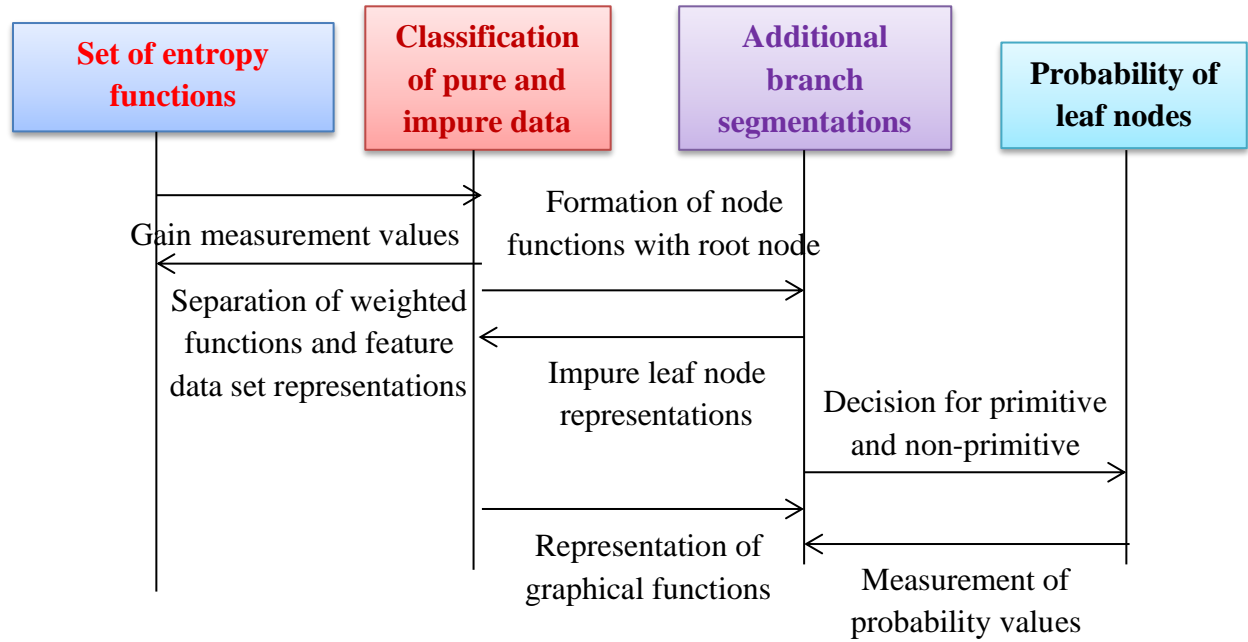 Set of entropy
functions
Classification
of pure and
impure data
Additional
branch
segmentations
Probability of
leaf nodes
Gain measurement values
Formation of node
functions with root node
Separation of weighted
functions and feature
data set representations
Impure leaf node
representations
Decision for primitive
and non-primitive
Representation of
graphical functions
Measurement of
probability values